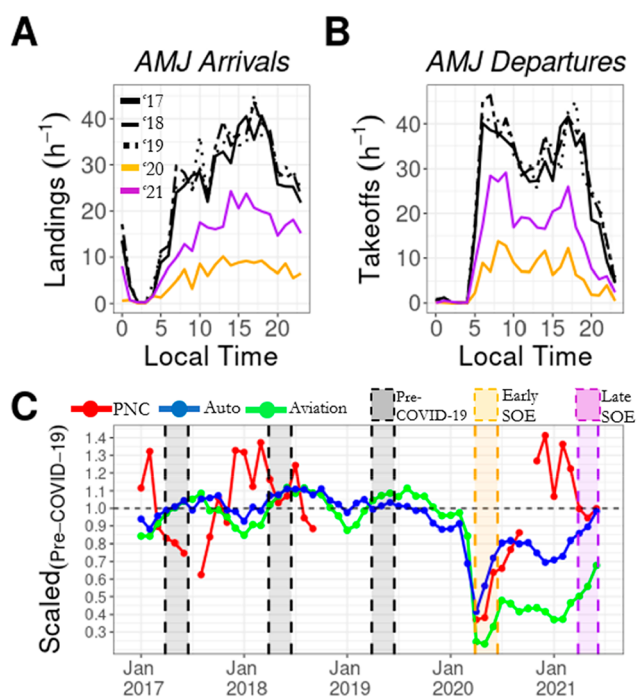 A
B
AMJ Arrivals
AMJ Departures
Landings (h⁻¹)
40
30
20
10
0
‘17
‘18
‘19
‘20
‘21
0 5 10 15 20
Local Time
Takeoffs (h⁻¹)
40
30
20
10
0
0 5 10 15 20
Local Time
C
PNC
Auto
Aviation
Pre-
COVID-19
Early
SOE
Late
SOE
Scaled(Pre–COVID–19)
1.4
1.3
1.2
1.1
1.0
0.9
0.8
0.7
0.6
0.5
0.4
0.3
Jan Jan Jan Jan Jan
2017 2018 2019 2020 2021